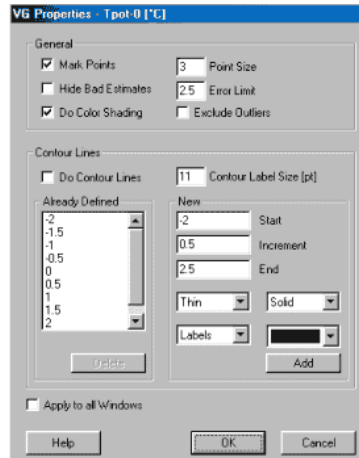 VG Properties - Tpot-0 [°C]
General
Mark Points
3 Point Size
Hide Bad Estimates
2.5 Error Limit
Do Color Shading
Exclude Outliers
Contour Lines
Do Contour Lines
11 Contour Label Size [pt]
Already Defined
-2
-1.5
-1
-0.5
0
0.5
1
1.5
2
Delete
New
-2 Start
0.5 Increment
2.5 End
Thin
Solid
Labels
Add
Apply to all Windows
Help
OK
Cancel